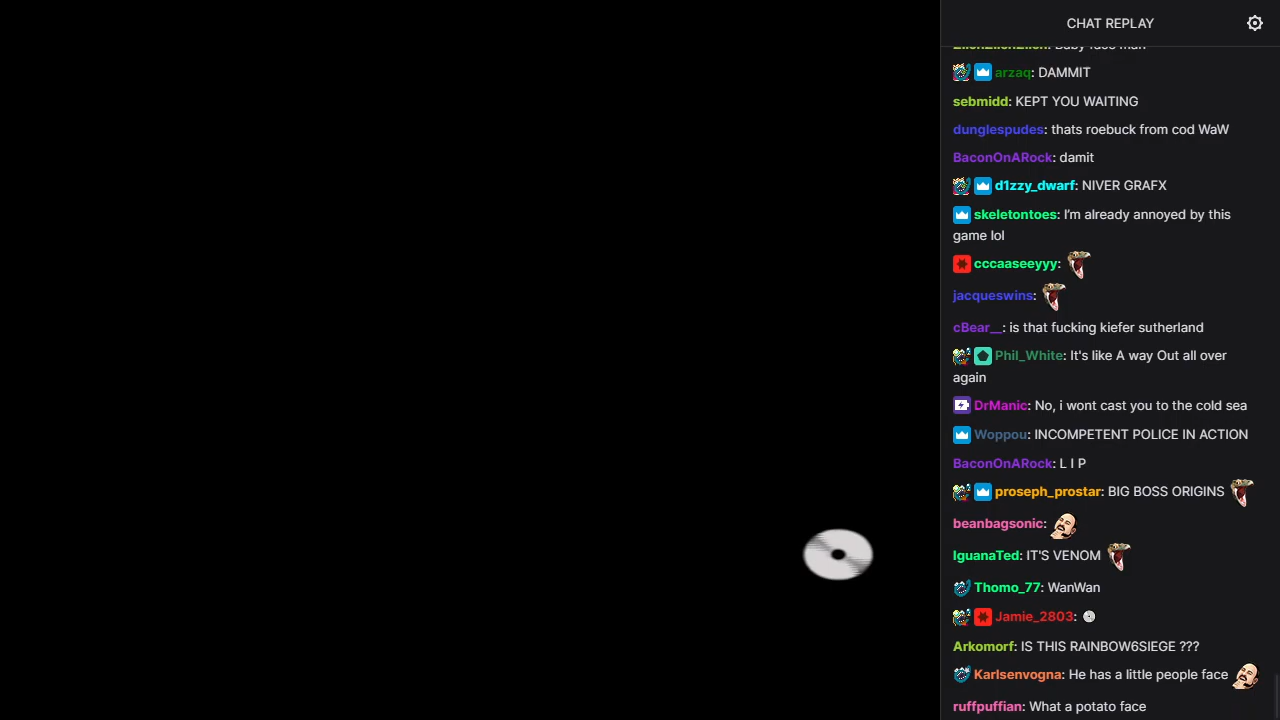 CHAT REPLAY
arzaq: DAMMIT
sebmidd: KEPT YOU WAITING
dunglespudes: thats roebuck from cod WaW
BaconOnARock: damit
d1zzy_dwarf: NIVER GRAFX
skeletontoes: I'm already annoyed by this
game lol
cccaaseeyyy:
jacqueswins:
cBear__: is that fucking kiefer sutherland
Phil_White: It's like A way Out all over
again
DrManic: No, i wont cast you to the cold sea
Woppou: INCOMPETENT POLICE IN ACTION
BaconOnARock: L I P
proseph_prostar: BIG BOSS ORIGINS
beanbagsonic:
IguanaTed: IT'S VENOM
Thomo_77: WanWan
Jamie_2803:
Arkomorf: IS THIS RAINBOW6SIEGE ???
Karlsenvogna: He has a little people face
ruffpuffian: What a potato face